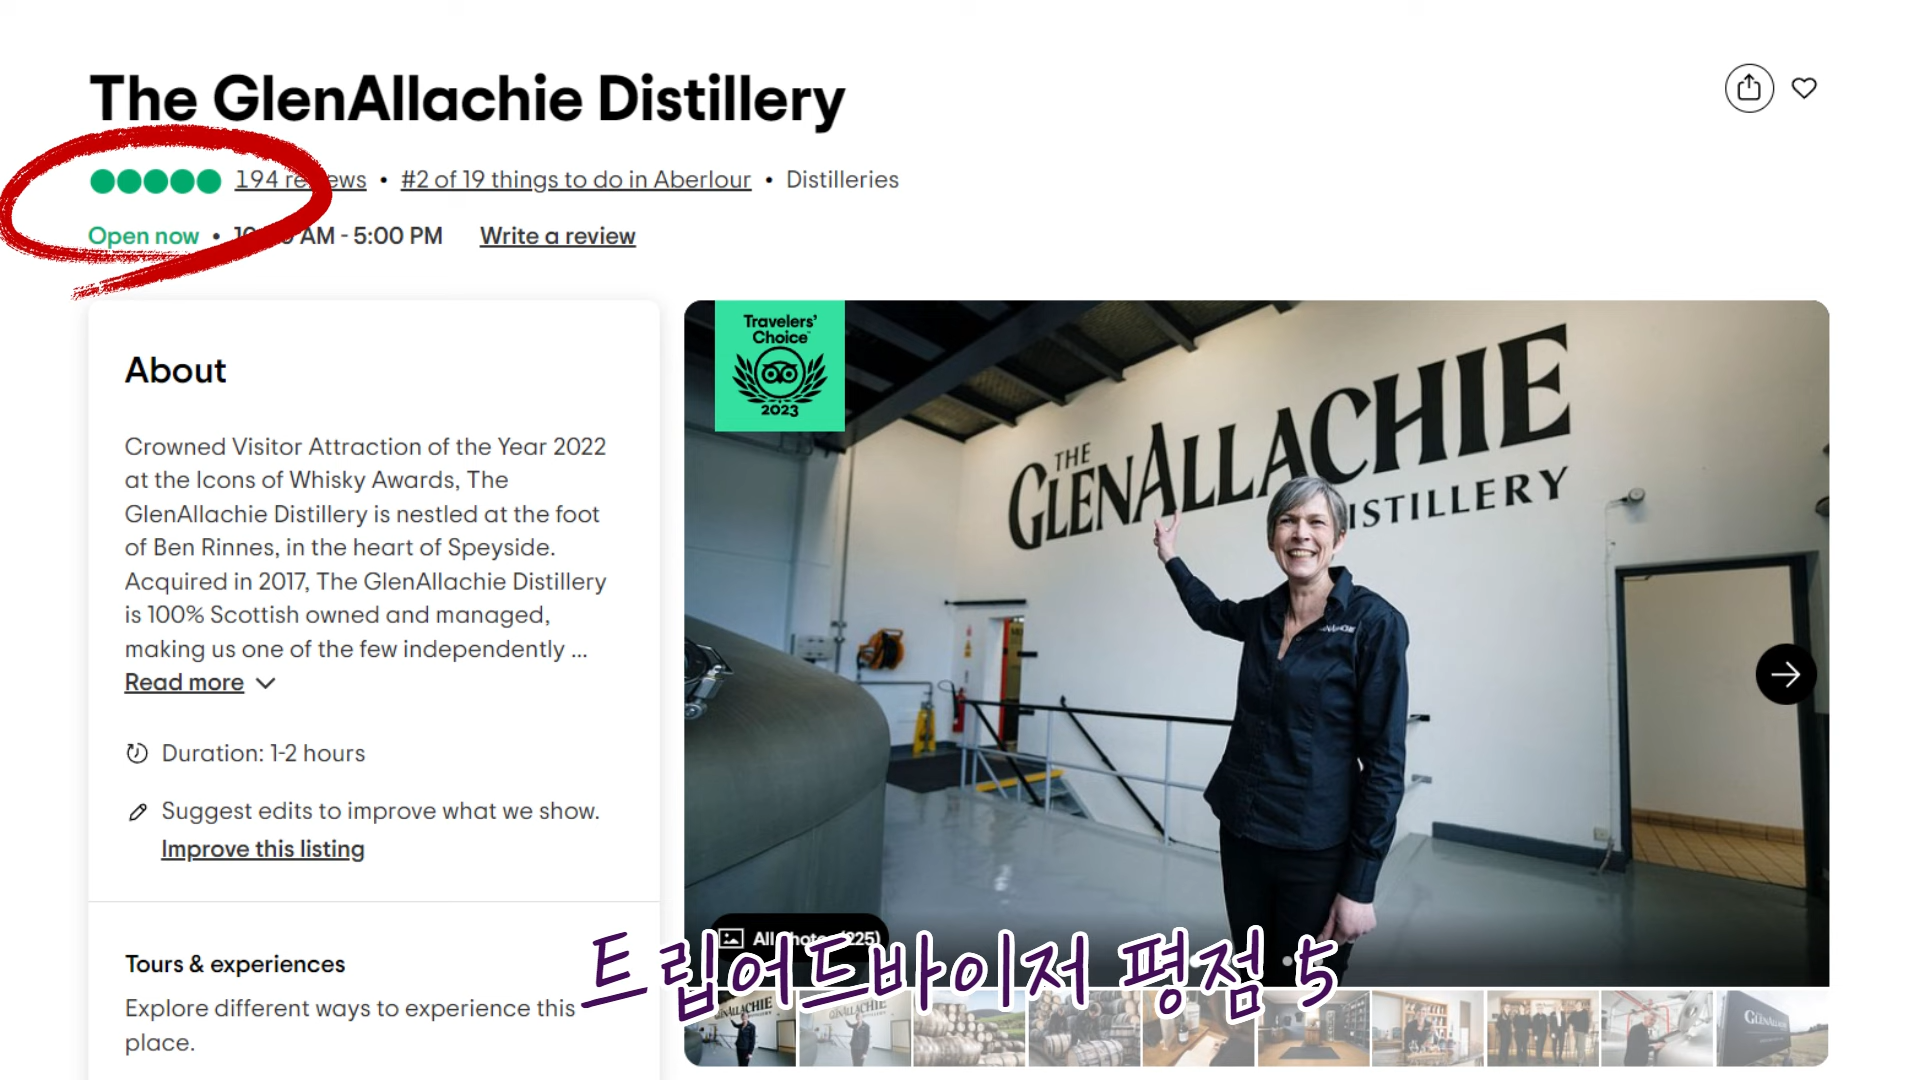 The GlenAllachie Distillery
194 reviews • #2 of 19 things to do in Aberlour • Distilleries
Open now • AM - 5:00 PM Write a review
About
Crowned Visitor Attraction of the Year 2022
at the Icons of Whisky Awards, The
GlenAllachie Distillery is nestled at the foot
of Ben Rinnes, in the heart of Speyside.
Acquired in 2017, The GlenAllachie Distillery
is 100% Scottish owned and managed,
making us one of the few independently ...
Read more
Duration: 1-2 hours
Suggest edits to improve what we show.
Improve this listing
Tours & experiences
Explore different ways to experience this
place.
Travelers'
Choice
2023
THE
GLENALLACHIE
DISTILLERY
All photos (225)
트립어드바이저 평점 5